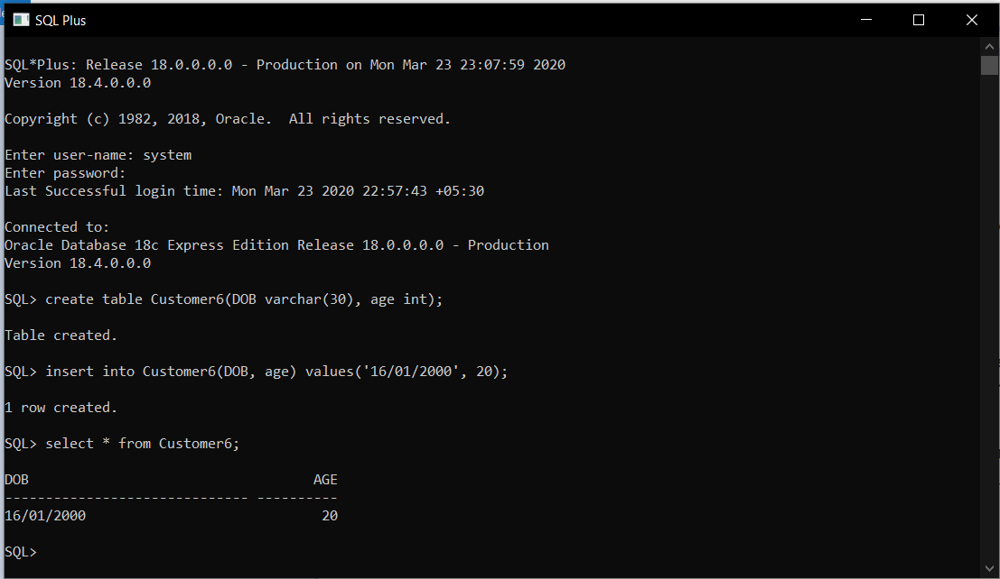 SQL Plus
SQL*Plus: Release 18.0.0.0.0 - Production on Mon Mar 23 23:07:59 2020
Version 18.4.0.0.0
Copyright (c) 1982, 2018, Oracle.  All rights reserved.
Enter user-name: system
Enter password:
Last Successful login time: Mon Mar 23 2020 22:57:43 +05:30
Connected to:
Oracle Database 18c Express Edition Release 18.0.0.0.0 - Production
Version 18.4.0.0.0
SQL> create table Customer6(DOB varchar(30), age int);
Table created.
SQL> insert into Customer6(DOB, age) values('16/01/2000', 20);
1 row created.
SQL> select * from Customer6;
DOB                                   AGE
------------------------------ ----------
16/01/2000                             20
SQL>